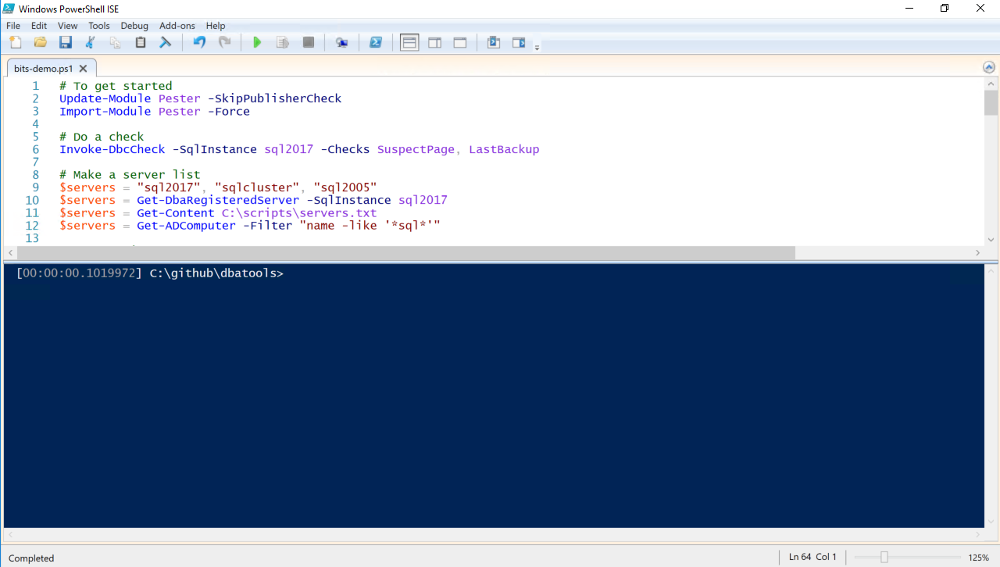 Windows PowerShell ISE
File Edit View Tools Debug Add-ons Help
bits-demo.ps1
1 # To get started
2 Update-Module Pester -SkipPublisherCheck
3 Import-Module Pester -Force
4
5 # Do a check
6 Invoke-DbcCheck -SqlInstance sql2017 -Checks SuspectPage, LastBackup
7
8 # Make a server list
9 $servers = "sql2017", "sqlcluster", "sql2005"
10 $servers = Get-DbaRegisteredServer -SqlInstance sql2017
11 $servers = Get-Content C:\scripts\servers.txt
12 $servers = Get-ADComputer -Filter "name -like '*sql*'"
13
[00:00:00.1019972] C:\github\dbatools>
Completed
Ln 64 Col 1
125%